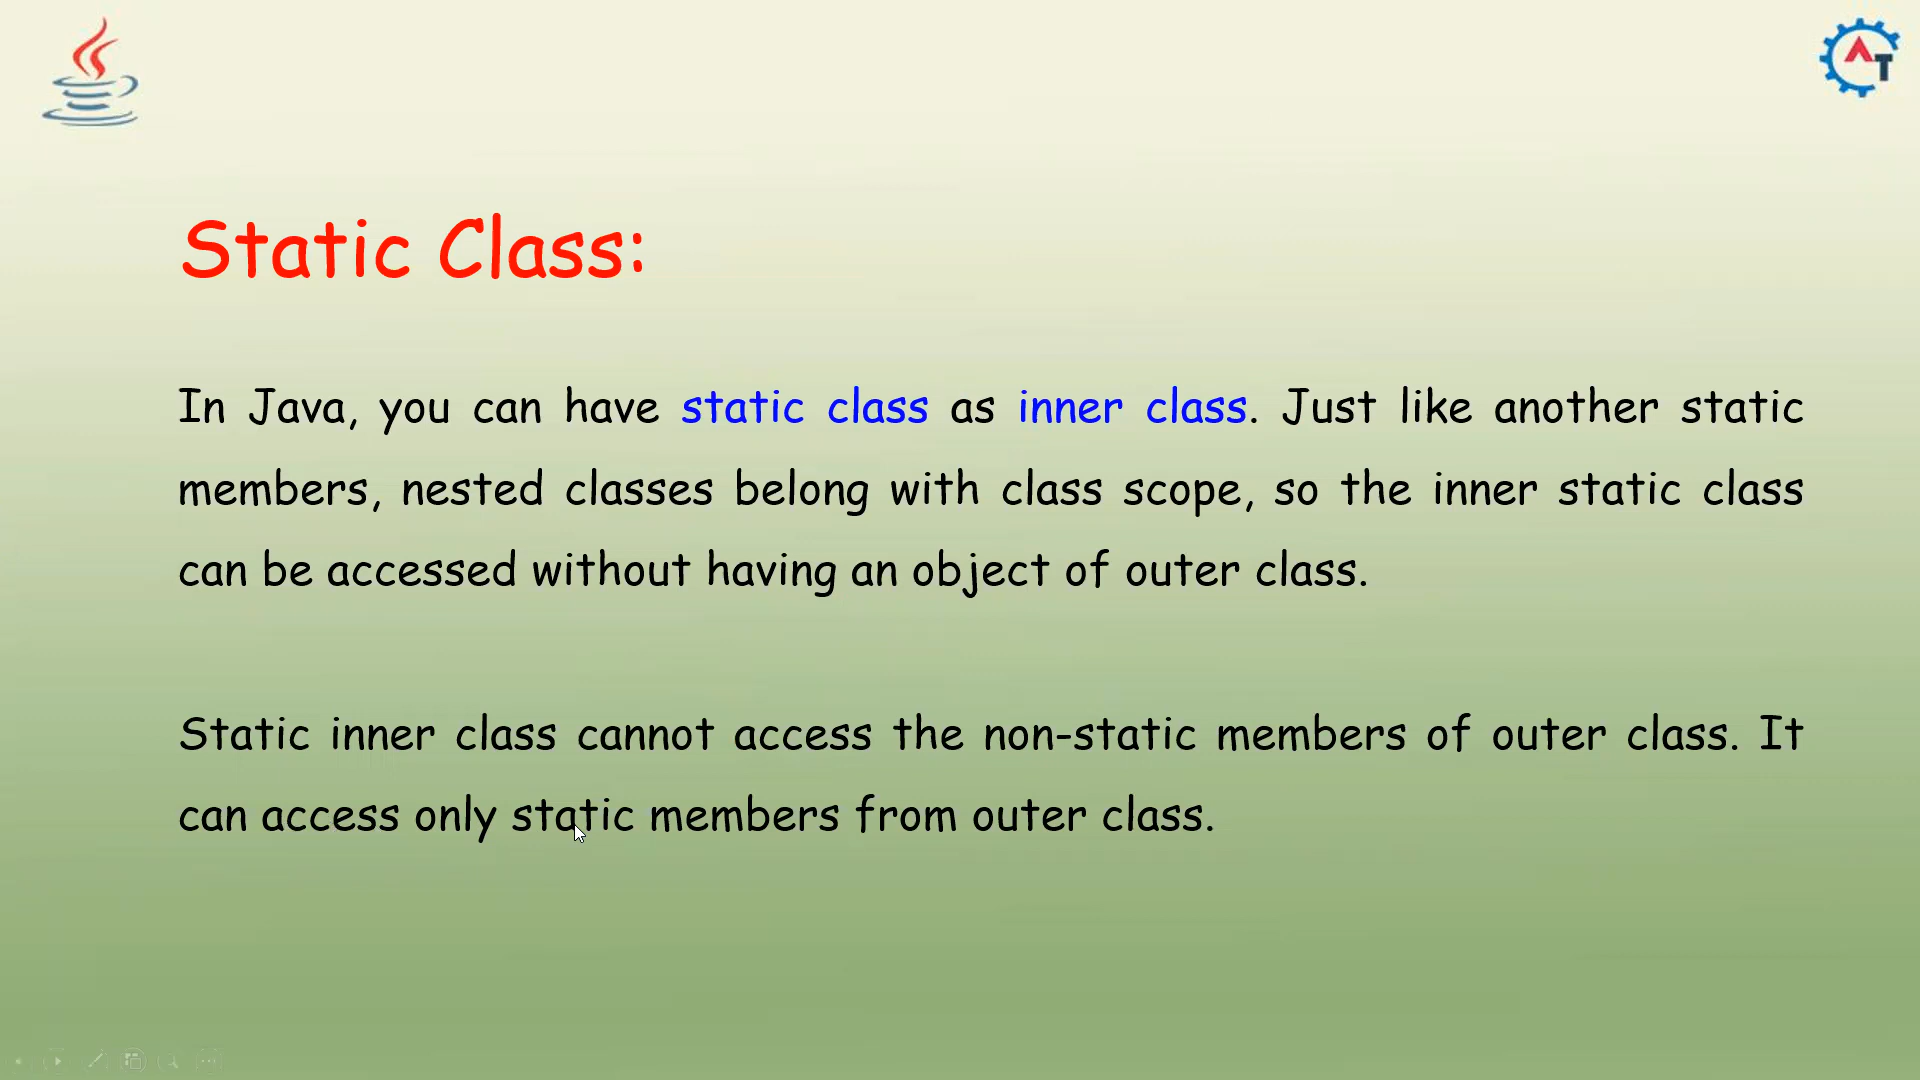 AT
Static Class:
In Java, you can have static class as inner class. Just like another static
members, nested classes belong with class scope, so the inner static class
can be accessed without having an object of outer class.
Static inner class cannot access the non-static members of outer class. It
can access only static members from outer class.